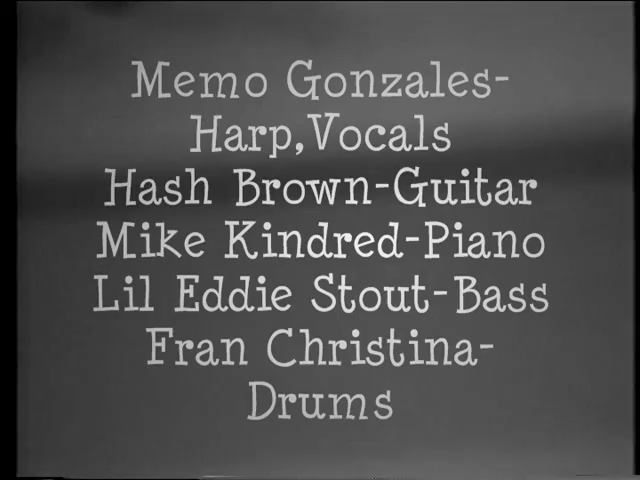 Memo Gonzales-
Harp,Vocals
Hash Brown-Guitar
Mike Kindred-Piano
Lil Eddie Stout-Bass
Fran Christina-
Drums